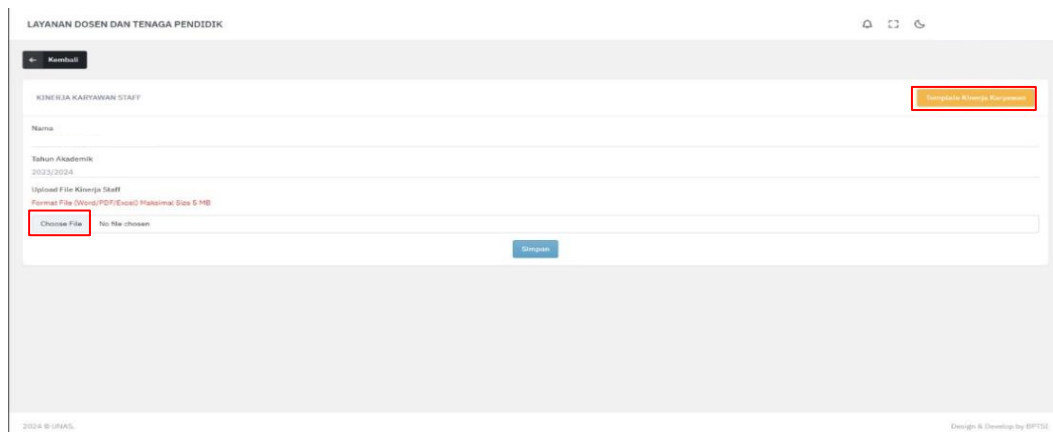 LAYANAN DOSEN DAN TENAGA PENDIDIK
Kembali
KINERJA KARYAWAN STAFF
Template Kinerja Karyawan
Nama
Tahun Akademik
2023/2024
Upload File Kinerja Staff
Format File (Word/PDF/Excel) Maksimal Size 5 MB
Choose File No file chosen
Simpan
2024 © UNAS.
Design & Develop by BPTSI